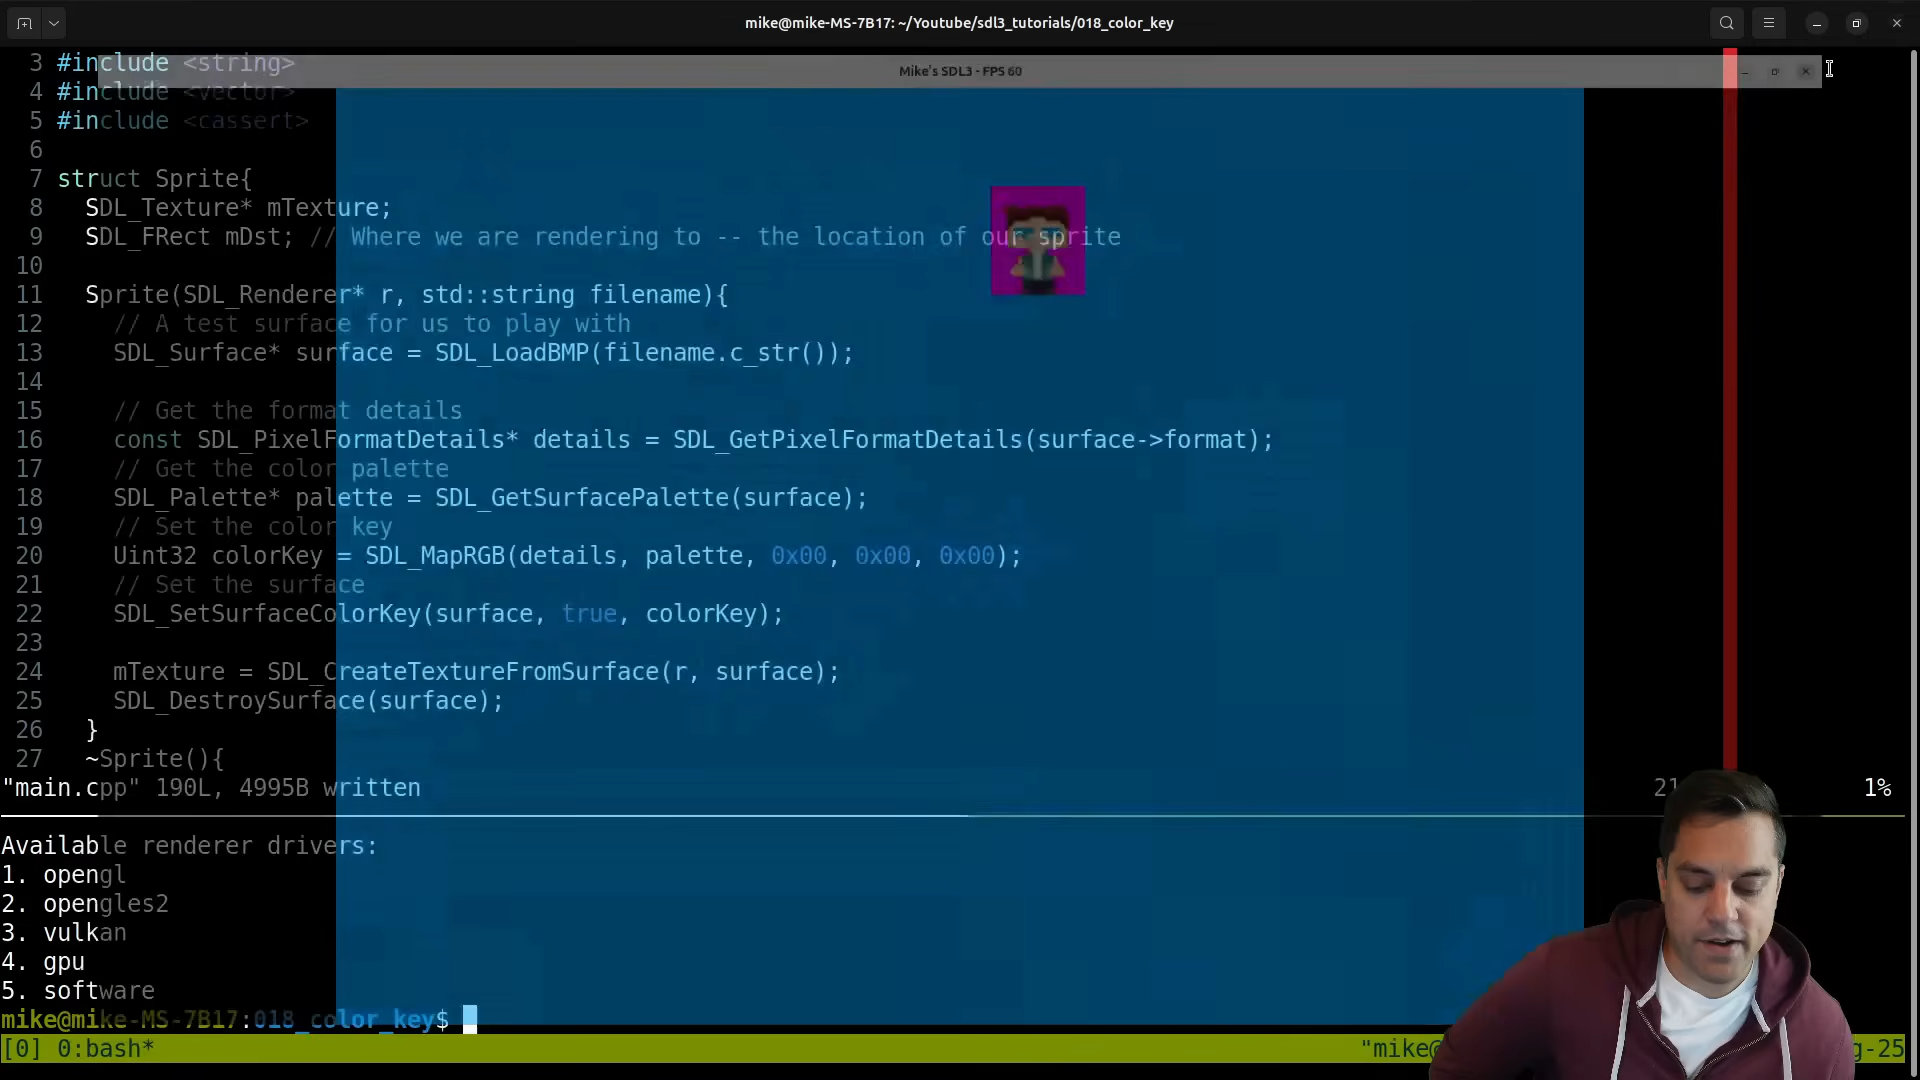 mike@mike-MS-7B17: ~/Youtube/sdl3_tutorials/018_color_key
Mike's SDL3 - FPS 60
3 #include <string>
4 #include <vector>
5 #include <cassert>
6
7 struct Sprite{
8 SDL_Texture* mTexture;
9 SDL_FRect mDst; // Where we are rendering to -- the location of our sprite
10
11 Sprite(SDL_Renderer* r, std::string filename){
12 // A test surface for us to play with
13 SDL_Surface* surface = SDL_LoadBMP(filename.c_str());
14
15 // Get the format details
16 const SDL_PixelFormatDetails* details = SDL_GetPixelFormatDetails(surface->format);
17 // Get the color palette
18 SDL_Palette* palette = SDL_GetSurfacePalette(surface);
19 // Set the color key
20 Uint32 colorKey = SDL_MapRGB(details, palette, 0x00, 0x00, 0x00);
21 // Set the surface
22 SDL_SetSurfaceColorKey(surface, true, colorKey);
23
24 mTexture = SDL_CreateTextureFromSurface(r, surface);
25 SDL_DestroySurface(surface);
26 }
27 ~Sprite(){
"main.cpp" 190L, 4995B written 21 1%
Available renderer drivers:
1. opengl
2. opengles2
3. vulkan
4. gpu
5. software
mike@mike-MS-7B17:018_color_key$
[0] 0:bash* "mike@ g-25